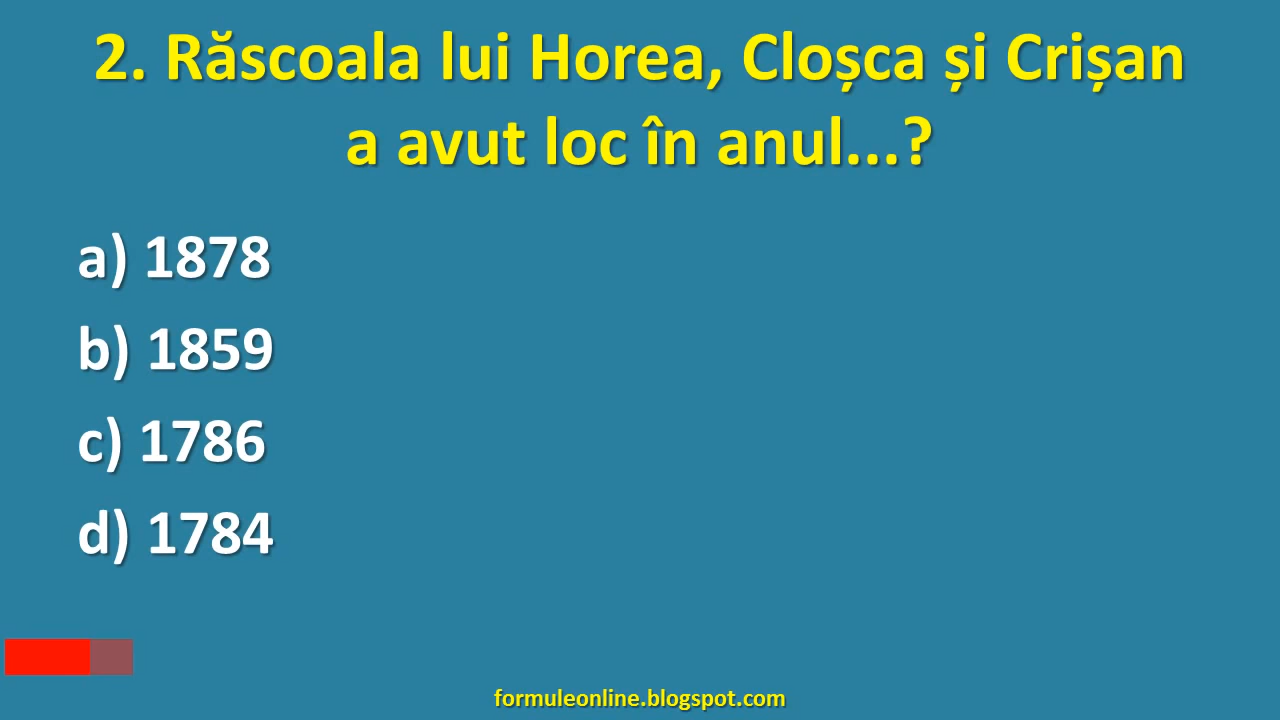 2. Răscoala lui Horea, Cloșca și Crișan
a avut loc în anul...?
a) 1878
b) 1859
c) 1786
d) 1784
formuleonline.blogspot.com